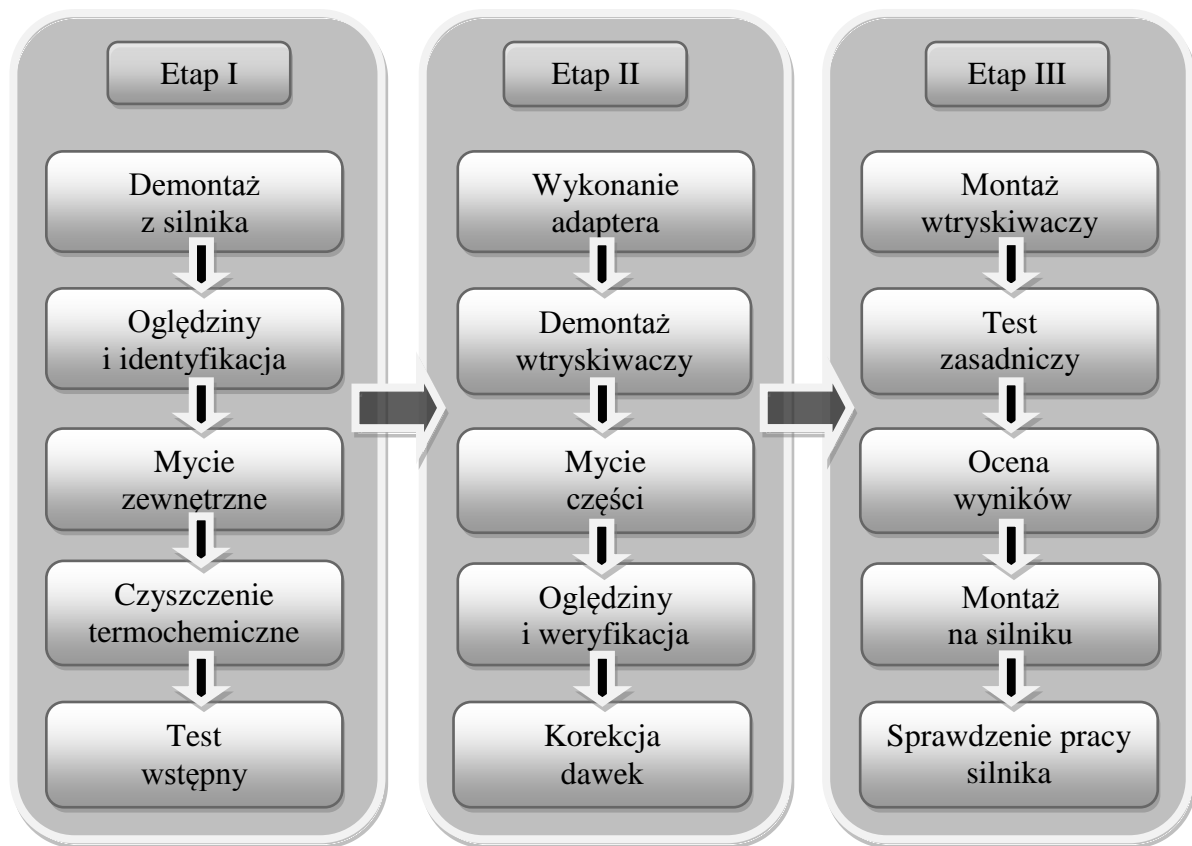 Etap I
Demontaż
z silnika
Oględziny
i identyfikacja
Mycie
zewnętrzne
Czyszczenie
termochemiczne
Test
wstępny
Etap II
Wykonanie
adaptera
Demontaż
wtryskiwaczy
Mycie
części
Oględziny
i weryfikacja
Korekcja
dawek
Etap III
Montaż
wtryskiwaczy
Test
zasadniczy
Ocena
wyników
Montaż
na silniku
Sprawdzenie pracy
silnika